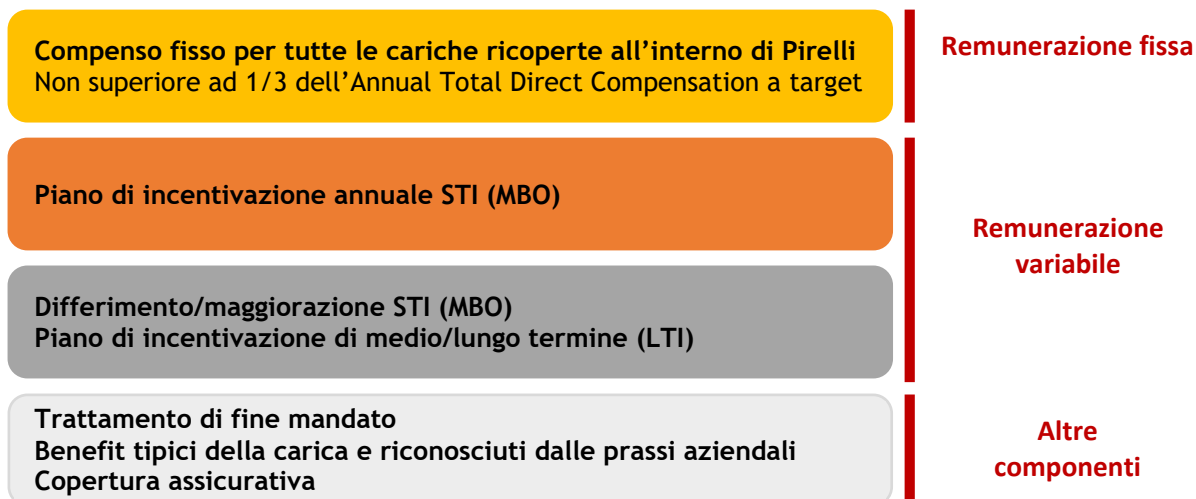 Compenso fisso per tutte le cariche ricoperte all’interno di Pirelli
Non superiore ad 1/3 dell’Annual Total Direct Compensation a target
Remunerazione fissa
Piano di incentivazione annuale STI (MBO)
Differimento/maggiorazione STI (MBO)
Piano di incentivazione di medio/lungo termine (LTI)
Remunerazione
variabile
Trattamento di fine mandato
Benefit tipici della carica e riconosciuti dalle prassi aziendali
Copertura assicurativa
Altre
componenti